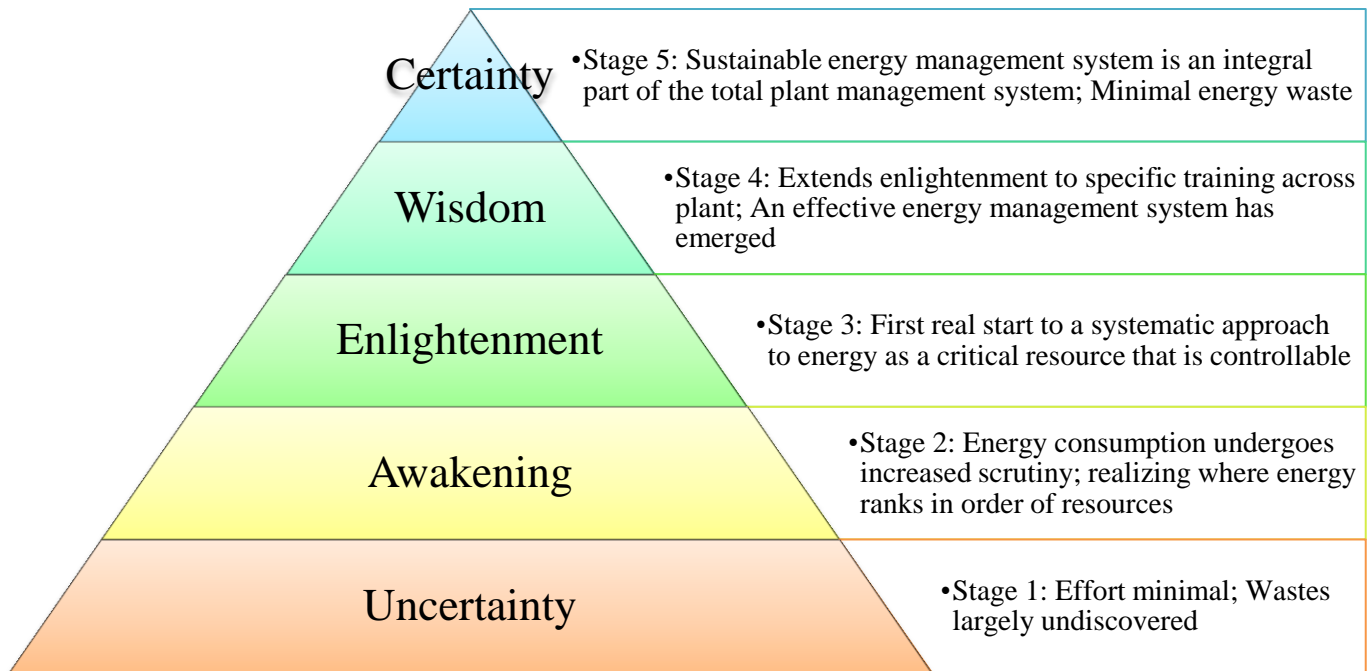 Certainty
•Stage 5: Sustainable energy management system is an integral
part of the total plant management system; Minimal energy waste
Wisdom
•Stage 4: Extends enlightenment to specific training across
plant; An effective energy management system has
emerged
Enlightenment
•Stage 3: First real start to a systematic approach
to energy as a critical resource that is controllable
Awakening
•Stage 2: Energy consumption undergoes
increased scrutiny; realizing where energy
ranks in order of resources
Uncertainty
•Stage 1: Effort minimal; Wastes
largely undiscovered